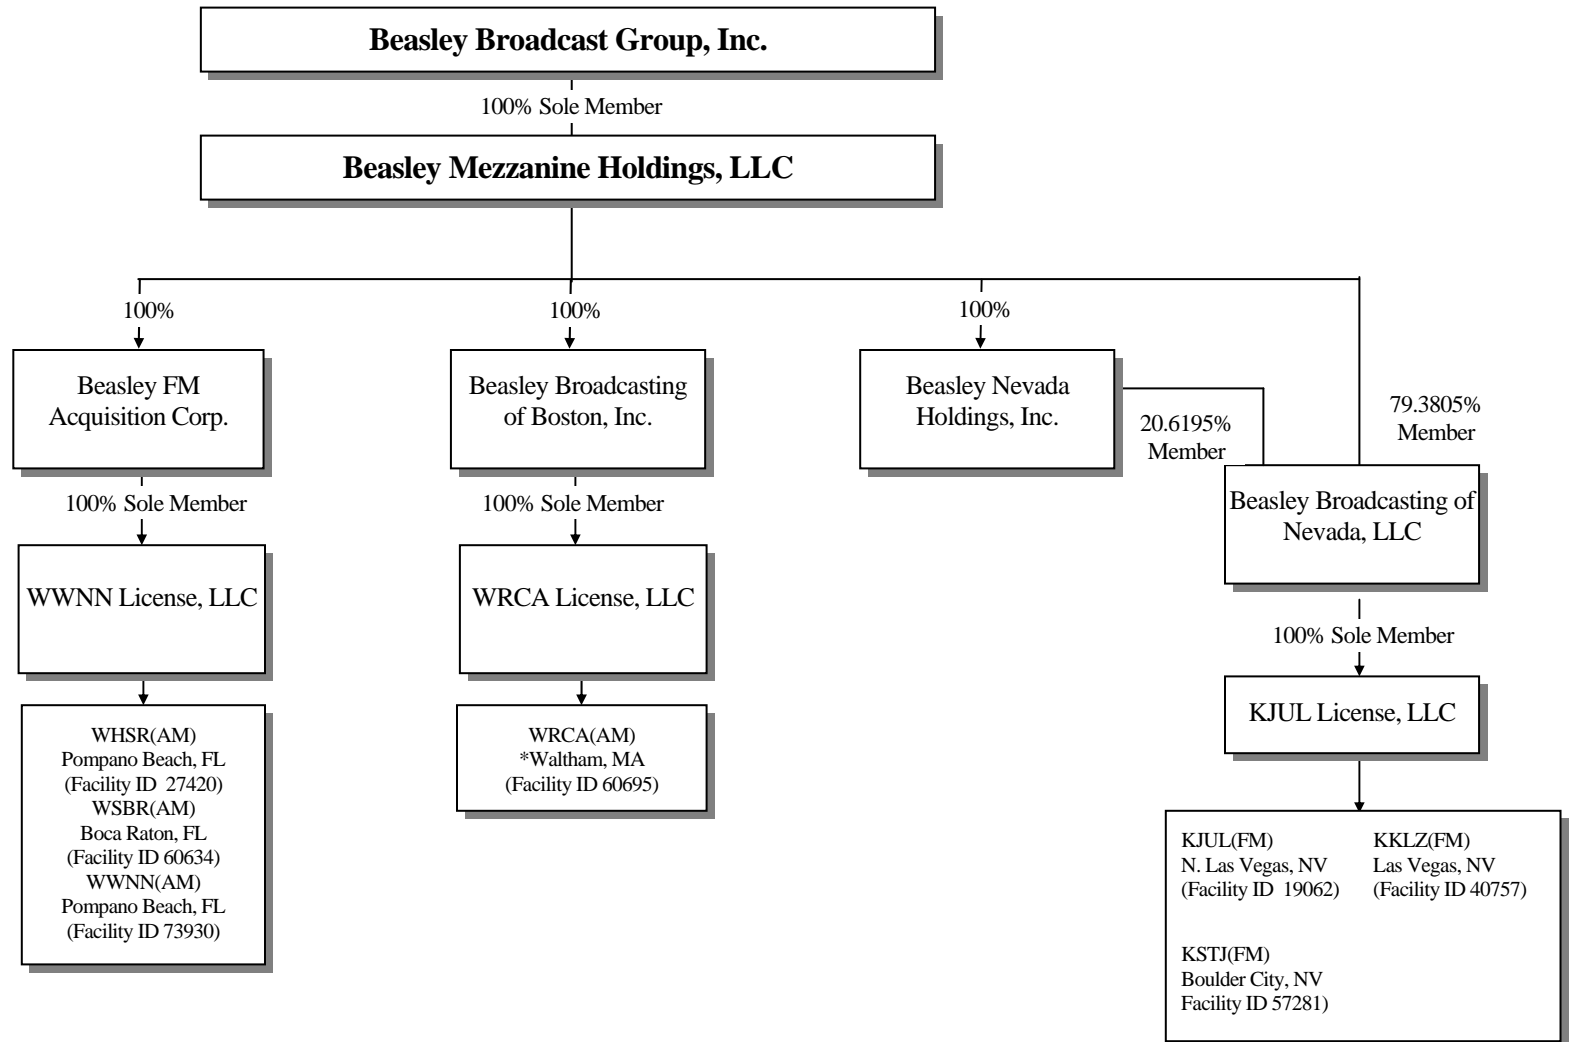 Beasley Broadcast Group, Inc.
100% Sole Member
Beasley Mezzanine Holdings, LLC
100%
100%
100%
Beasley FM
Acquisition Corp.
Beasley Broadcasting
of Boston, Inc.
Beasley Nevada
Holdings, Inc.
20.6195%
Member
79.3805%
Member
100% Sole Member
100% Sole Member
Beasley Broadcasting of
Nevada, LLC
WWNN License, LLC
WRCA License, LLC
100% Sole Member
KJUL License, LLC
WHSR(AM)
Pompano Beach, FL
(Facility ID  27420)
WSBR(AM)
Boca Raton, FL
(Facility ID 60634)
WWNN(AM)
Pompano Beach, FL
(Facility ID 73930)
WRCA(AM)
*Waltham, MA
(Facility ID 60695)
KJUL(FM)
N. Las Vegas, NV
(Facility ID  19062)
KKLZ(FM)
Las Vegas, NV
(Facility ID 40757)
KSTJ(FM)
Boulder City, NV
Facility ID 57281)